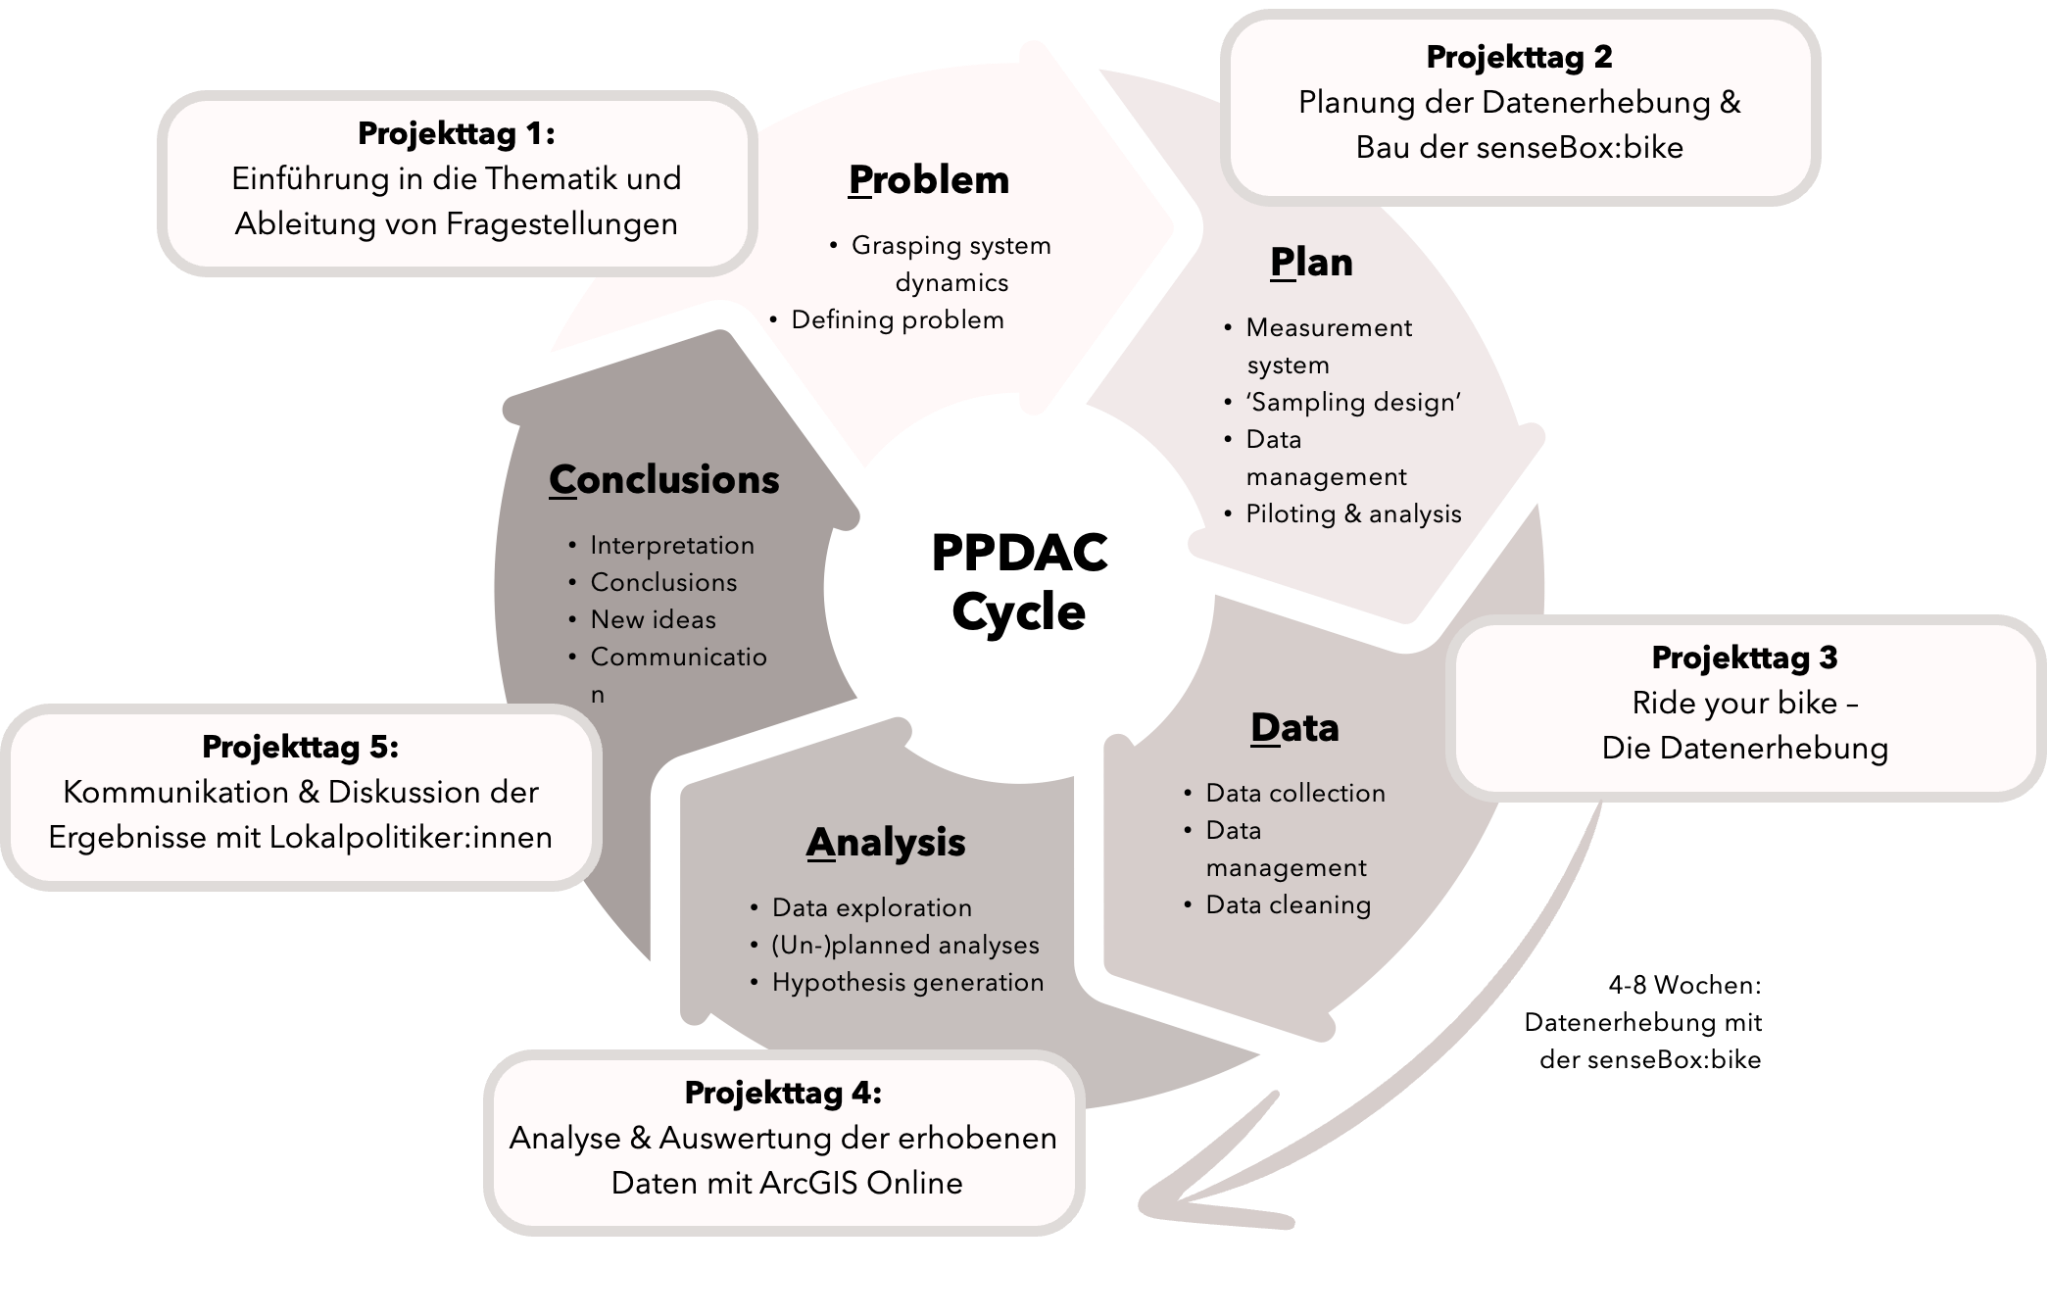 Projekttag 1:
Einführung in die Thematik und
Ableitung von Fragestellungen
Problem
• Grasping system
dynamics
• Defining problem
Projekttag 2
Planung der Datenerhebung &
Bau der senseBox:bike
Plan
• Measurement
system
• ‘Sampling design’
• Data
management
• Piloting & analysis
PPDAC
Cycle
Projekttag 3
Ride your bike –
Die Datenerhebung
Data
• Data collection
• Data
management
• Data cleaning
4-8 Wochen:
Datenerhebung mit
der senseBox:bike
Analysis
• Data exploration
• (Un-)planned analyses
• Hypothesis generation
Projekttag 4:
Analyse & Auswertung der erhobenen
Daten mit ArcGIS Online
Conclusions
• Interpretation
• Conclusions
• New ideas
• Communicatio
n
Projekttag 5:
Kommunikation & Diskussion der
Ergebnisse mit Lokalpolitiker:innen